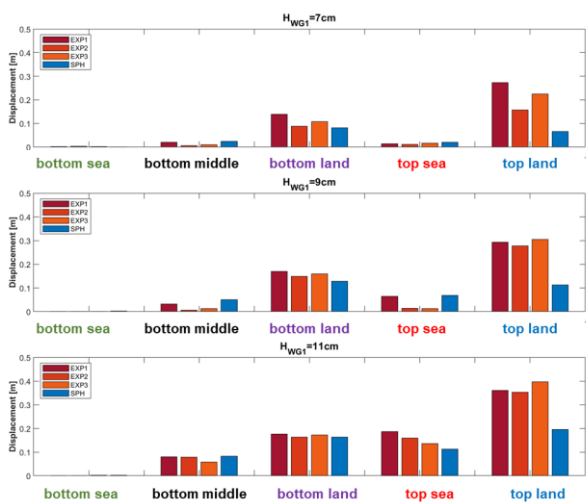 H_WG1=7cm
Displacement [m]
0.5
0.4
0.3
0.2
0.1
0
EXP1
EXP2
EXP3
SPH
bottom sea bottom middle bottom land top sea top land
H_WG1=9cm
Displacement [m]
0.5
0.4
0.3
0.2
0.1
0
EXP1
EXP2
EXP3
SPH
bottom sea bottom middle bottom land top sea top land
H_WG1=11cm
Displacement [m]
0.5
0.4
0.3
0.2
0.1
0
EXP1
EXP2
EXP3
SPH
bottom sea bottom middle bottom land top sea top land